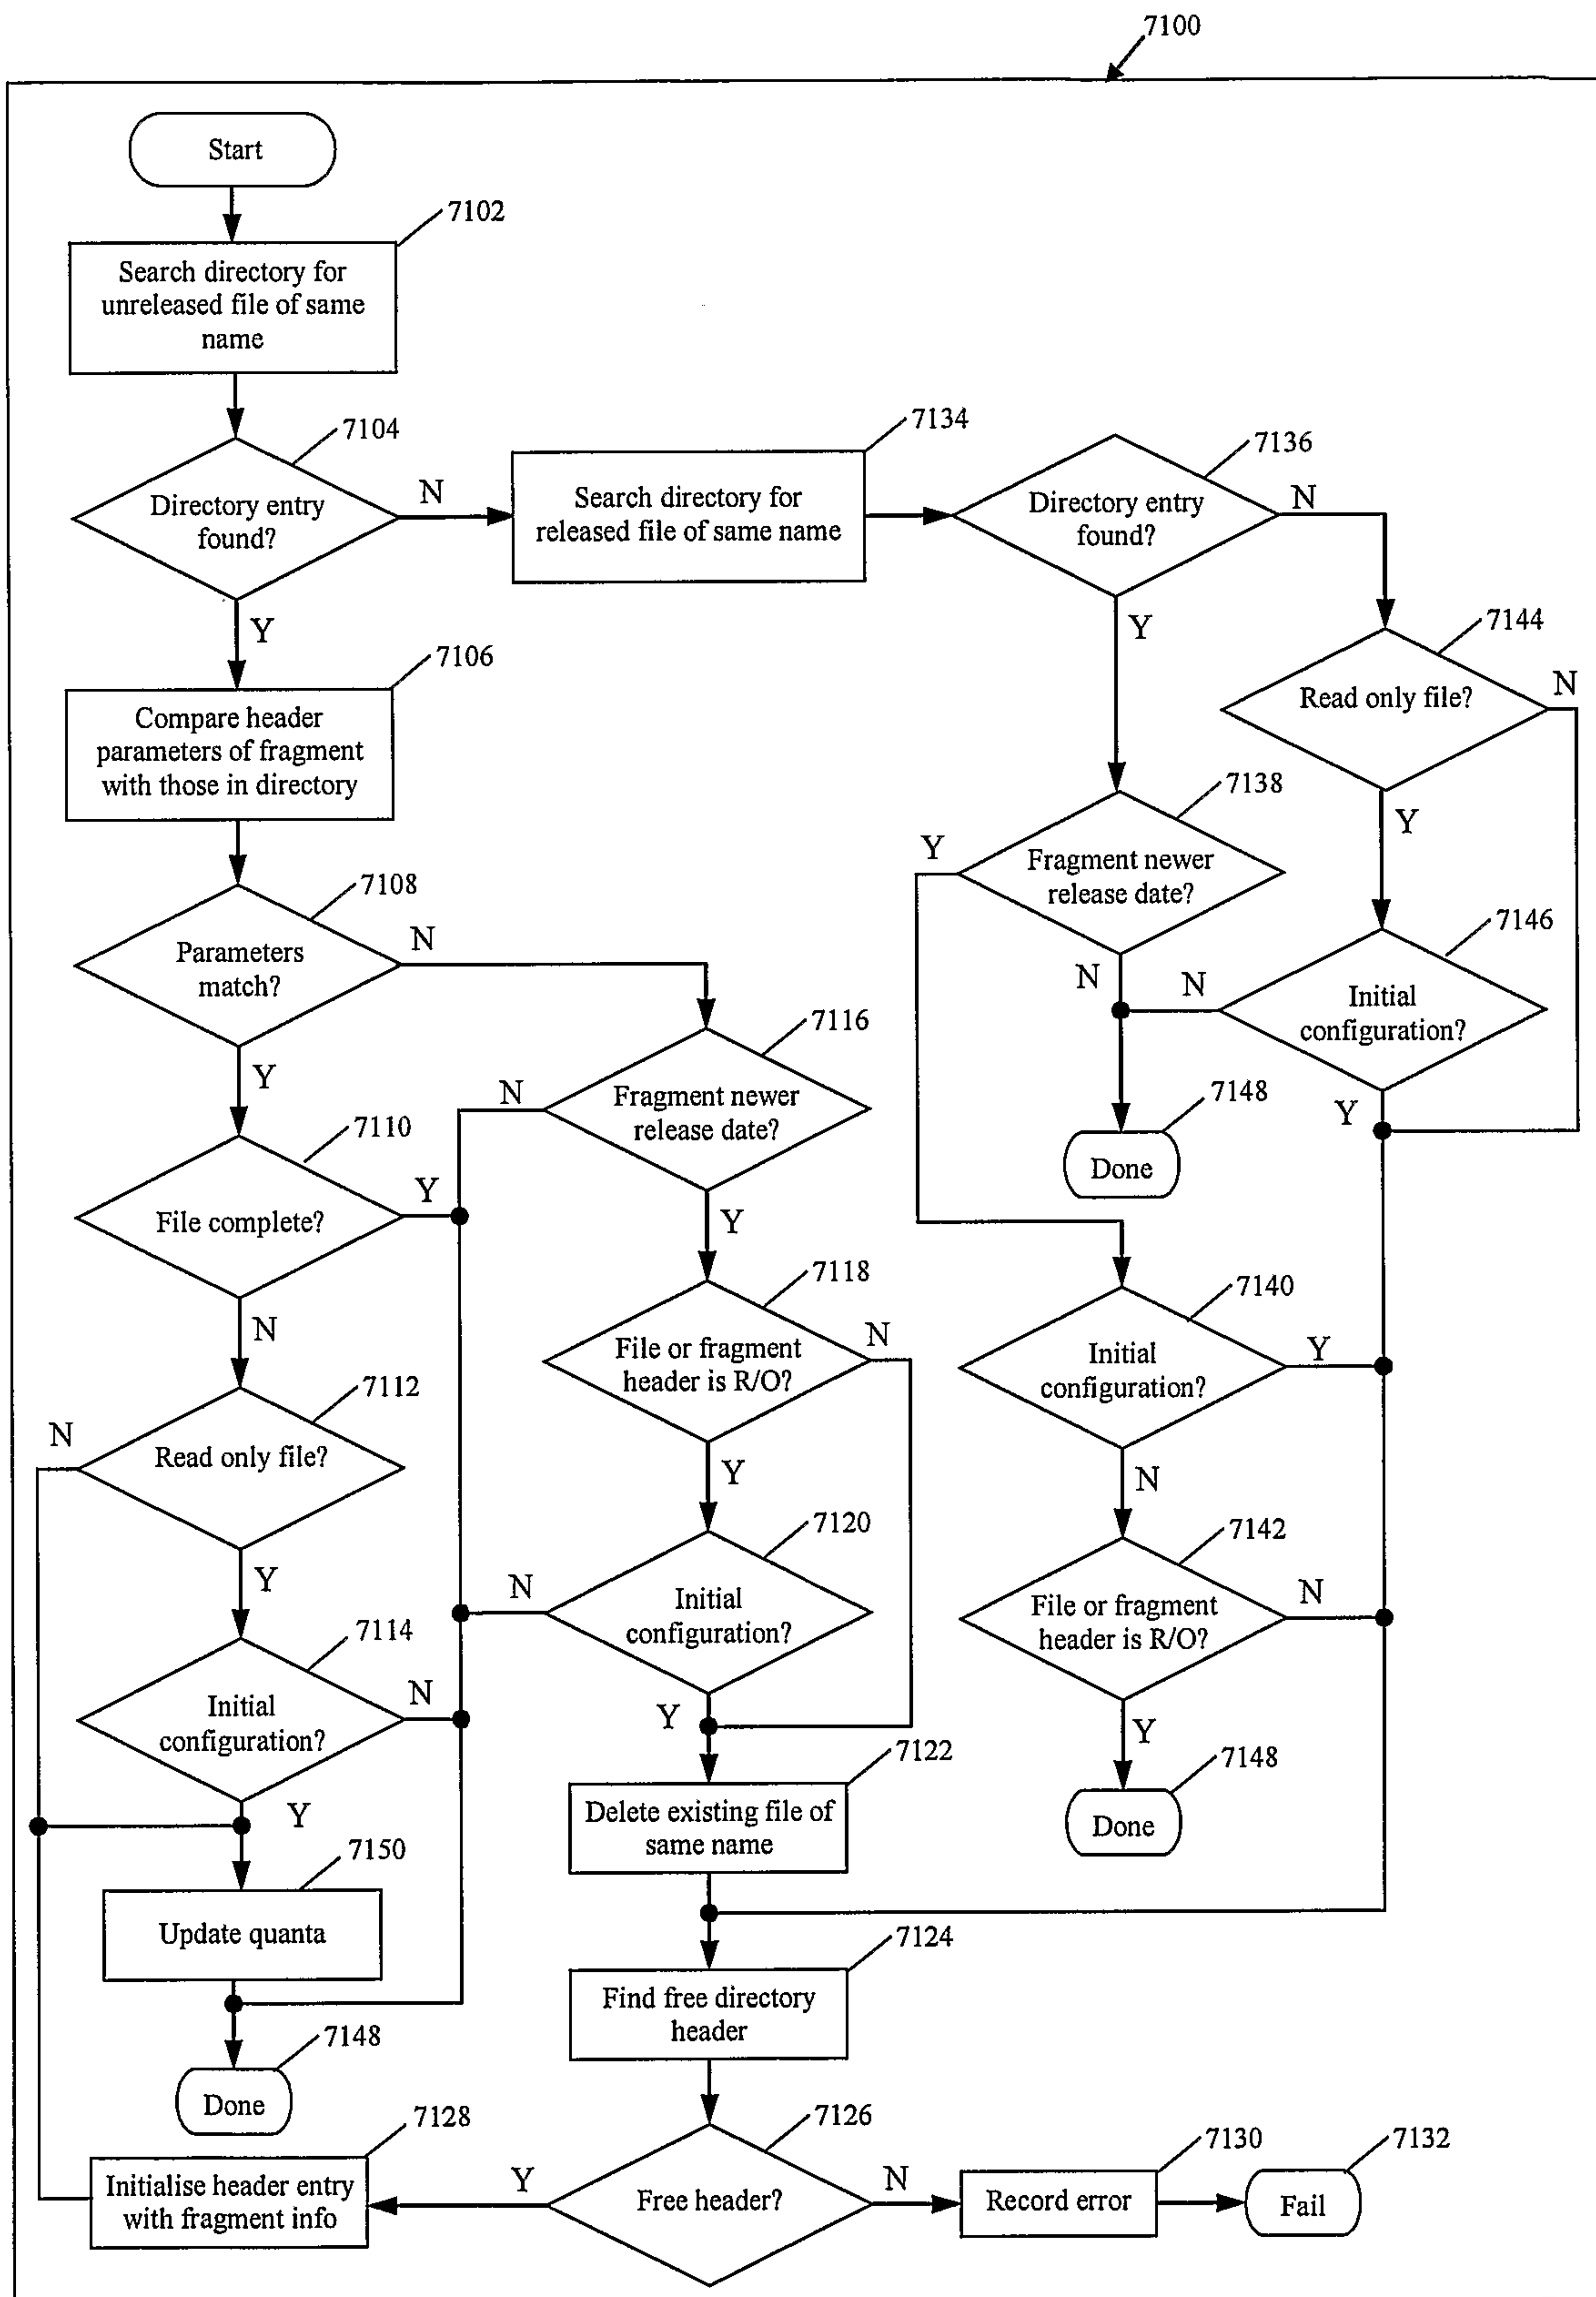 7100
Start
7102
Search directory for
unreleased file of same
name
7104
Directory entry
found?
N
Y
7134
Search directory for
released file of same name
7136
Directory entry
found?
N
Y
7106
Compare header
parameters of fragment
with those in directory
7144
Read only file?
N
Y
7138
Fragment newer
release date?
Y
N
7108
Parameters
match?
N
Y
7146
Initial
configuration?
N
Y
7116
Fragment newer
release date?
N
Y
7148
Done
7110
File complete?
Y
N
7118
File or fragment
header is R/O?
N
Y
7140
Initial
configuration?
Y
N
7112
Read only file?
N
Y
7120
Initial
configuration?
N
Y
7142
File or fragment
header is R/O?
N
Y
7114
Initial
configuration?
N
Y
7122
Delete existing file of
same name
7148
Done
7150
Update quanta
7124
Find free directory
header
7148
Done
7128
Initialise header entry
with fragment info
7126
Free header?
Y
N
7130
Record error
7132
Fail